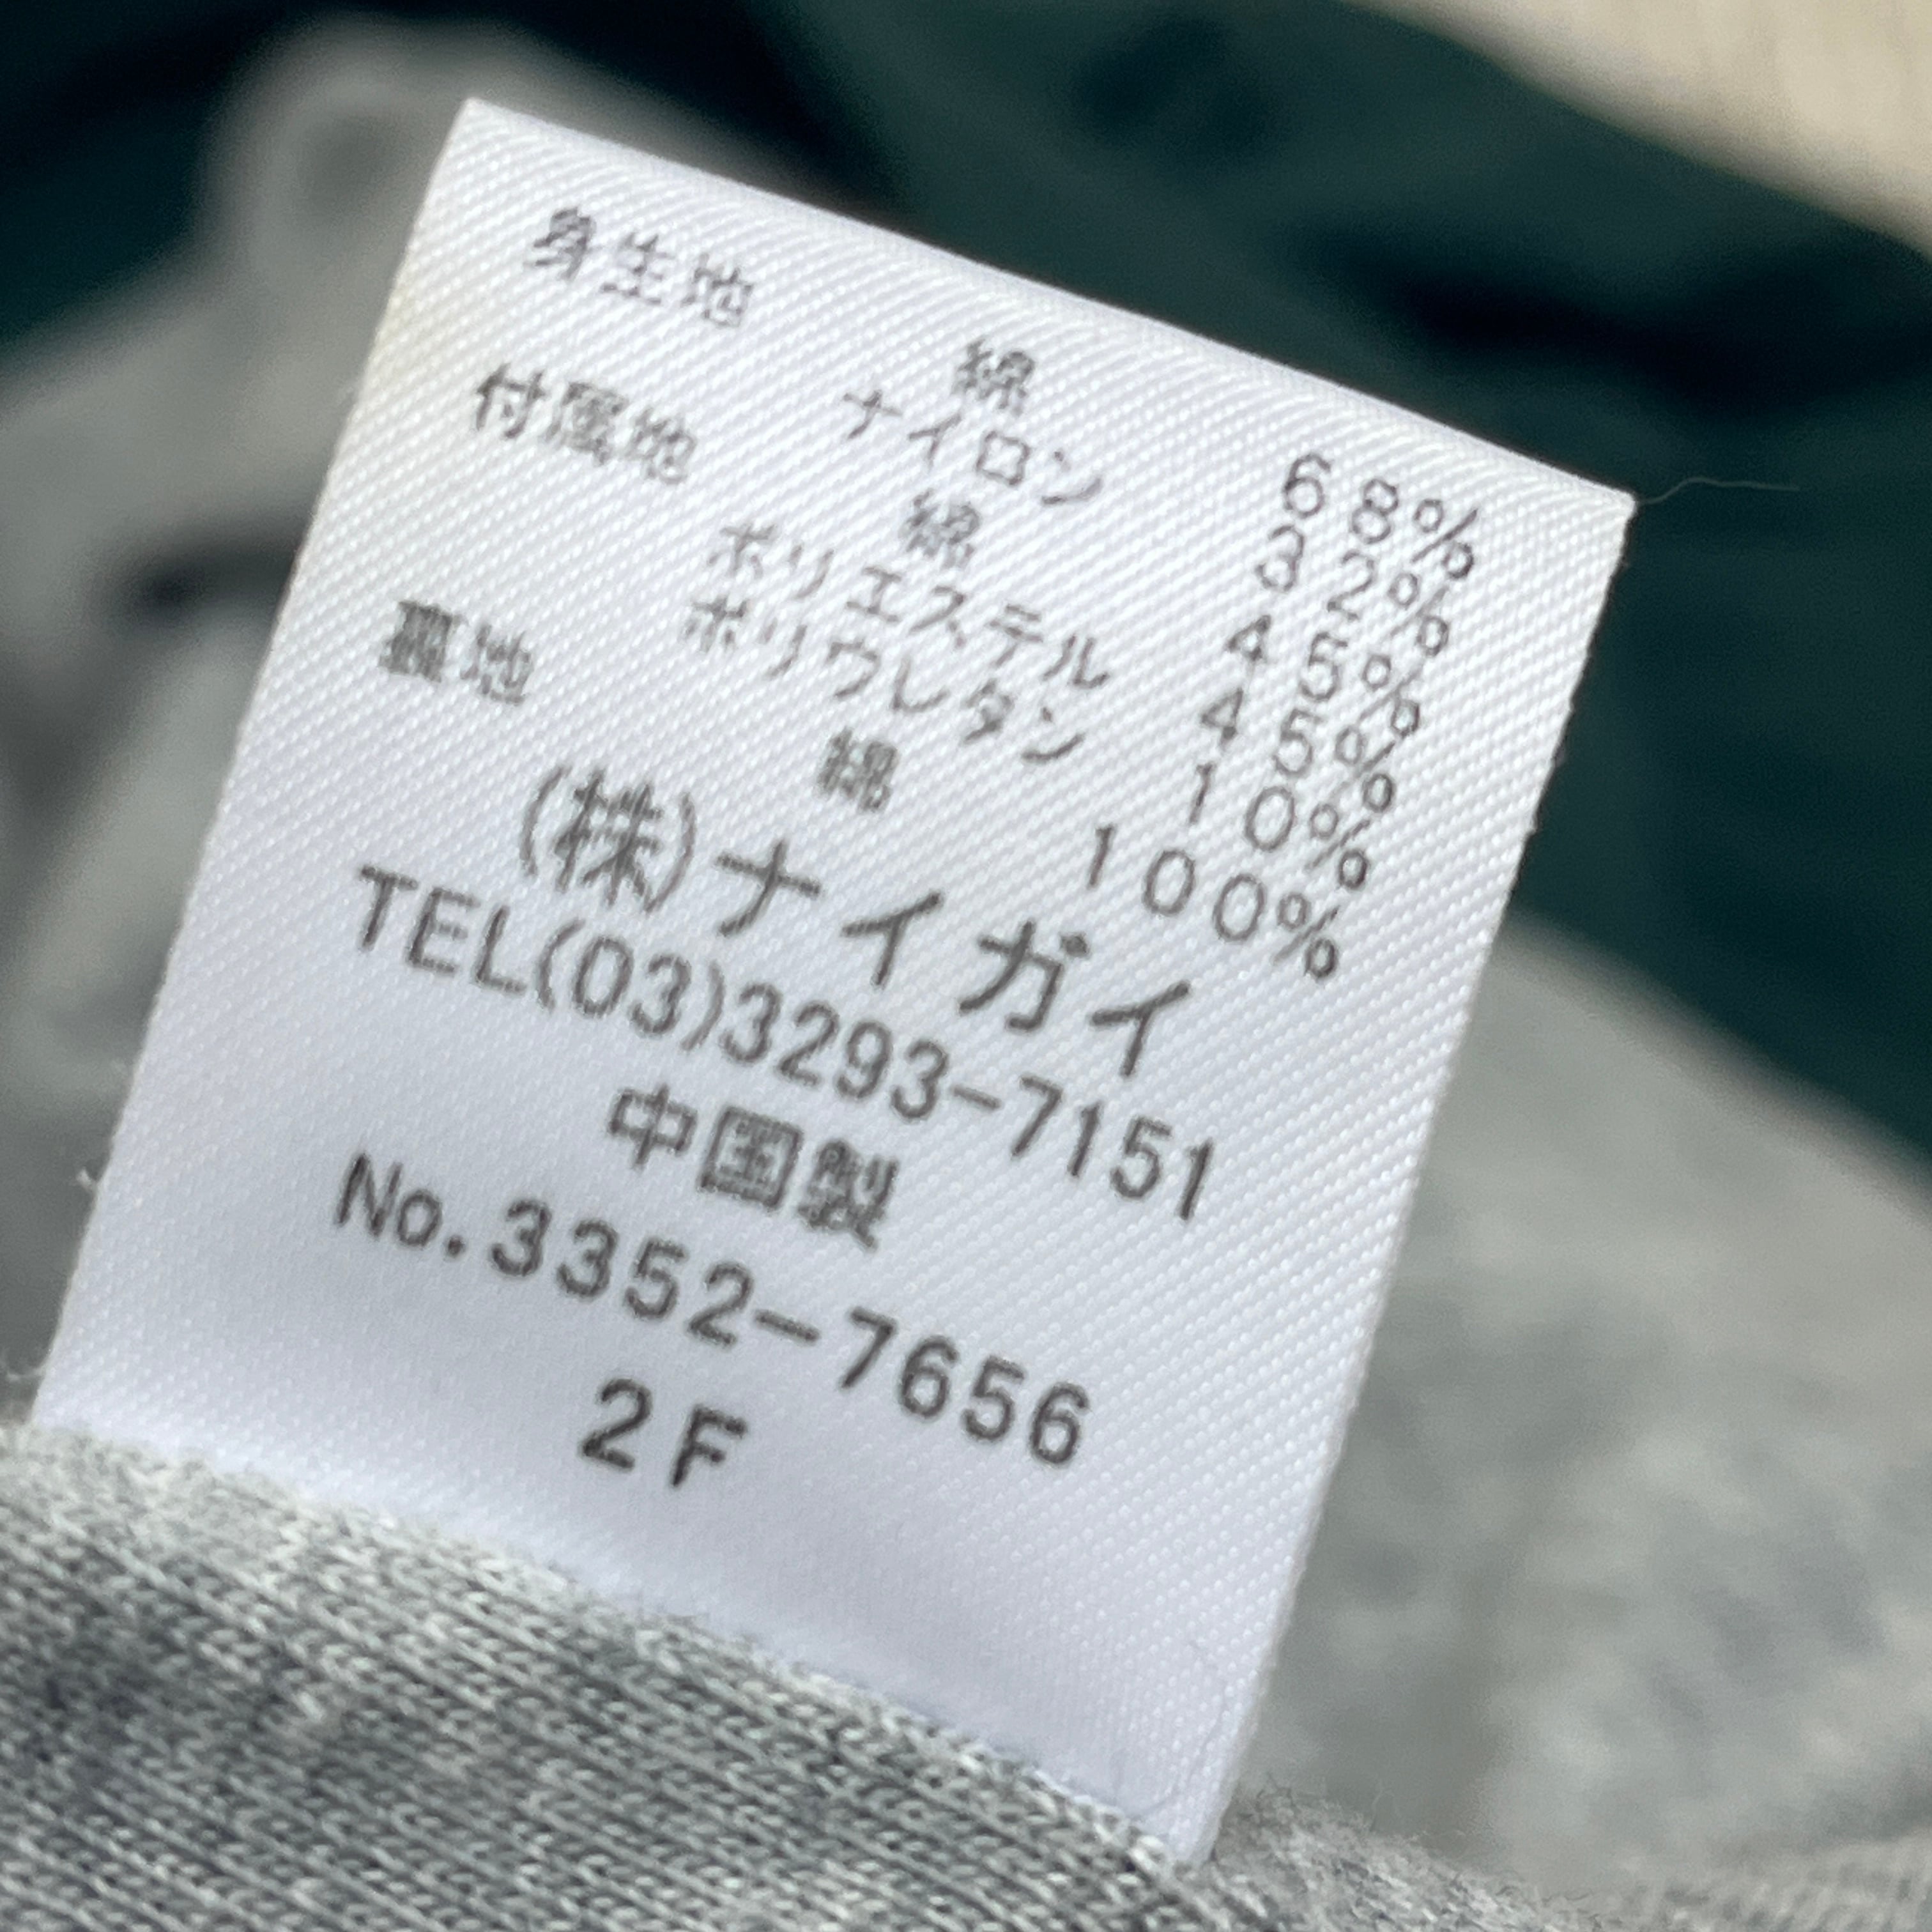 身生地
綿 68%
ナイロン 32%
付属地
綿 45%
ポリエステル 45%
ポリウレタン 10%
裏地
綿 100%
(株)ナイガイ
TEL(03)3293-7151
中国製
No.3352-7656
2F